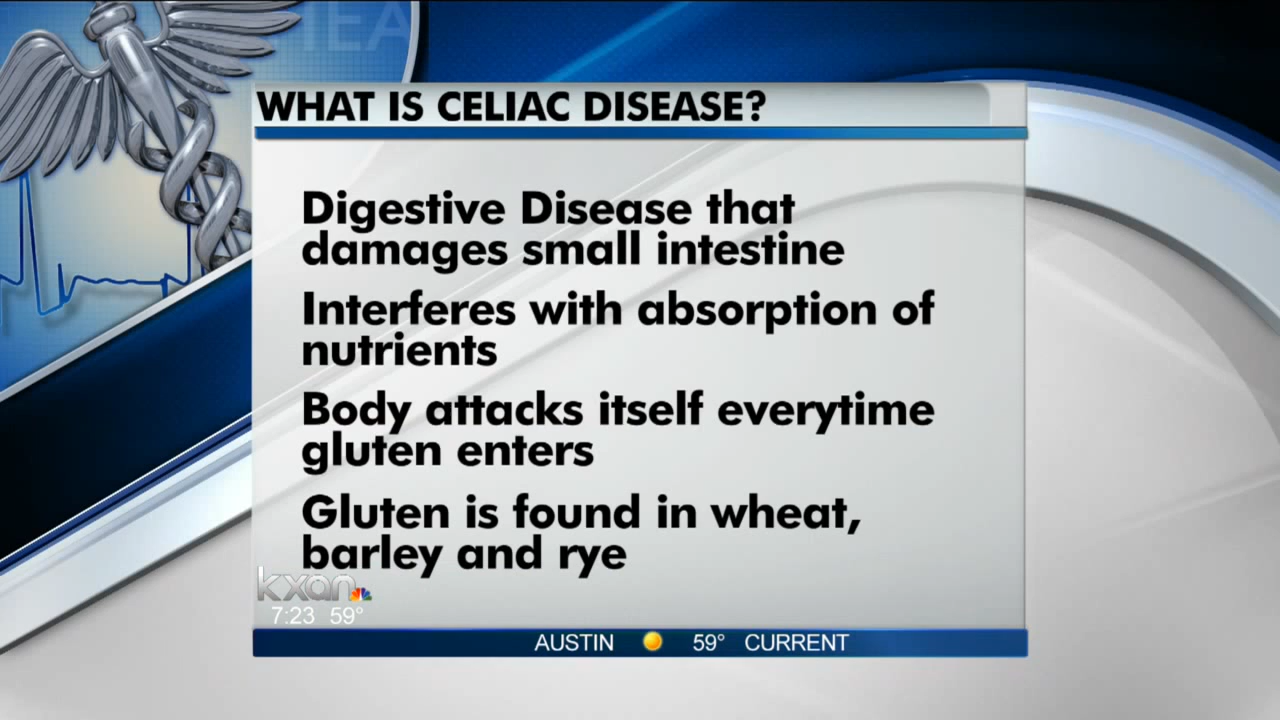 HEA
WHAT IS CELIAC DISEASE?
Digestive Disease that
damages small intestine
Interferes with absorption of
nutrients
Body attacks itself everytime
gluten enters
Gluten is found in wheat,
barley and rye
kxan
7:23 59°
AUSTIN 59° CURRENT